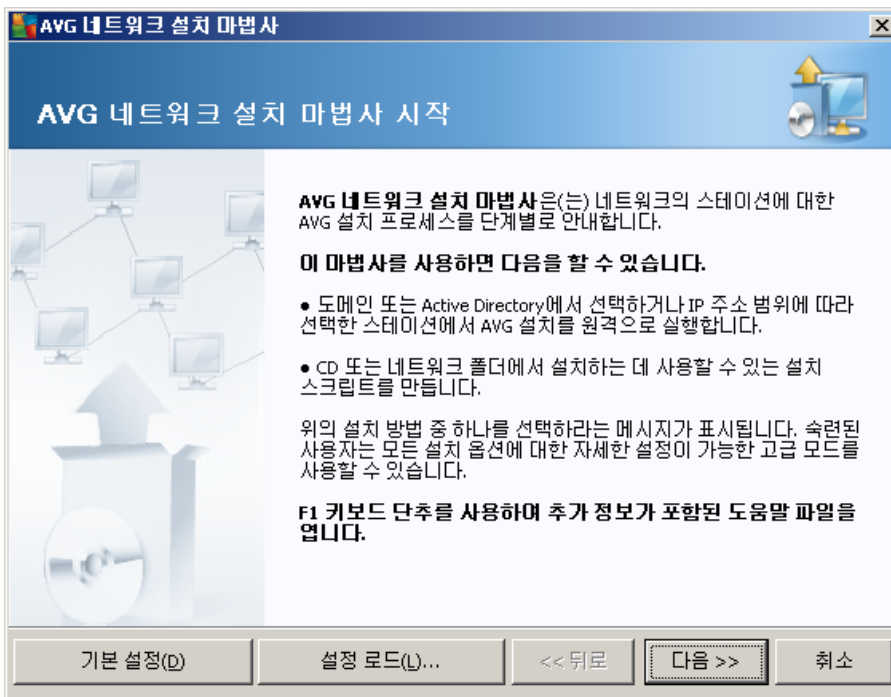 AVG 네트워크 설치 마법사
AVG 네트워크 설치 마법사 시작
AVG 네트워크 설치 마법사은(는) 네트워크의 스테이션에 대한
AVG 설치 프로세스를 단계별로 안내합니다.
이 마법사를 사용하면 다음을 할 수 있습니다.
● 도메인 또는 Active Directory에서 선택하거나 IP 주소 범위에 따라
선택한 스테이션에서 AVG 설치를 원격으로 실행합니다.
● CD 또는 네트워크 폴더에서 설치하는 데 사용할 수 있는 설치
스크립트를 만듭니다.
위의 설치 방법 중 하나를 선택하라는 메시지가 표시됩니다. 숙련된
사용자는 모든 설치 옵션에 대한 자세한 설정이 가능한 고급 모드를
사용할 수 있습니다.
F1 키보드 단추를 사용하여 추가 정보가 포함된 도움말 파일을
엽니다.
기본 설정(D)
설정 로드(L)...
<< 뒤로
다음 >>
취소